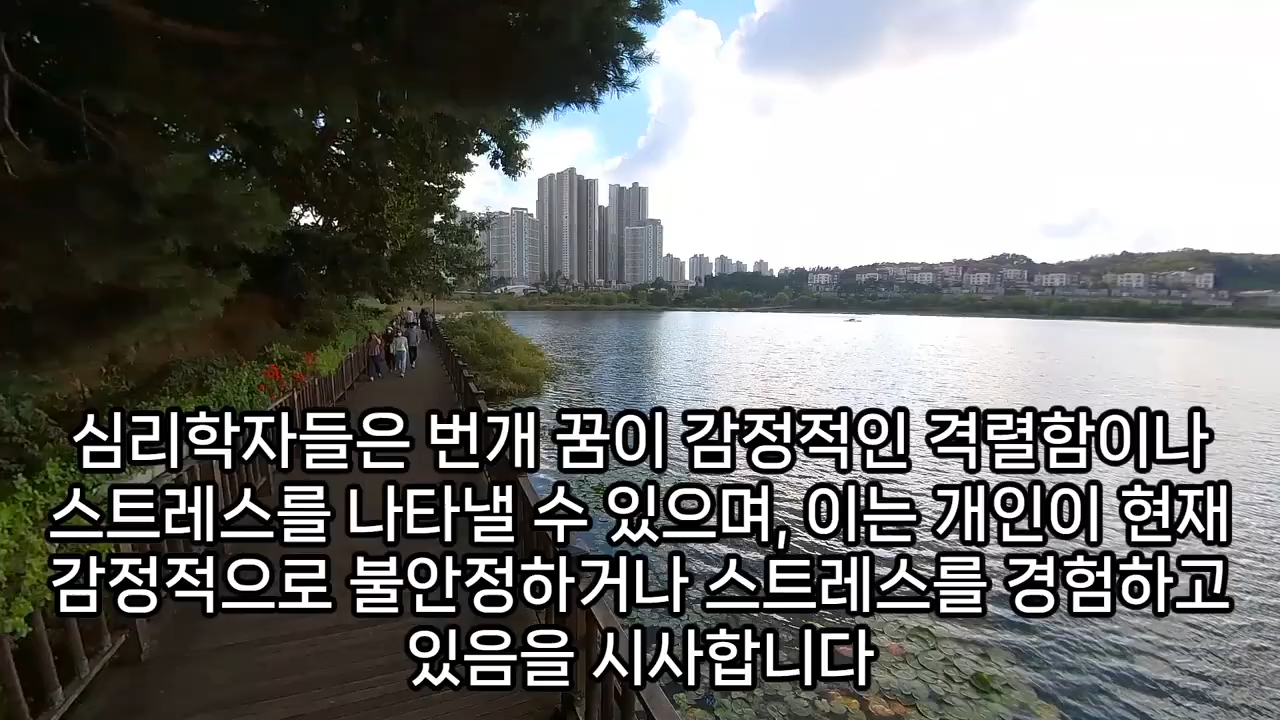 심리학자들은 번개 꿈이 감정적인 격렬함이나
스트레스를 나타낼 수 있으며, 이는 개인이 현재
감정적으로 불안정하거나 스트레스를 경험하고
있음을 시사합니다